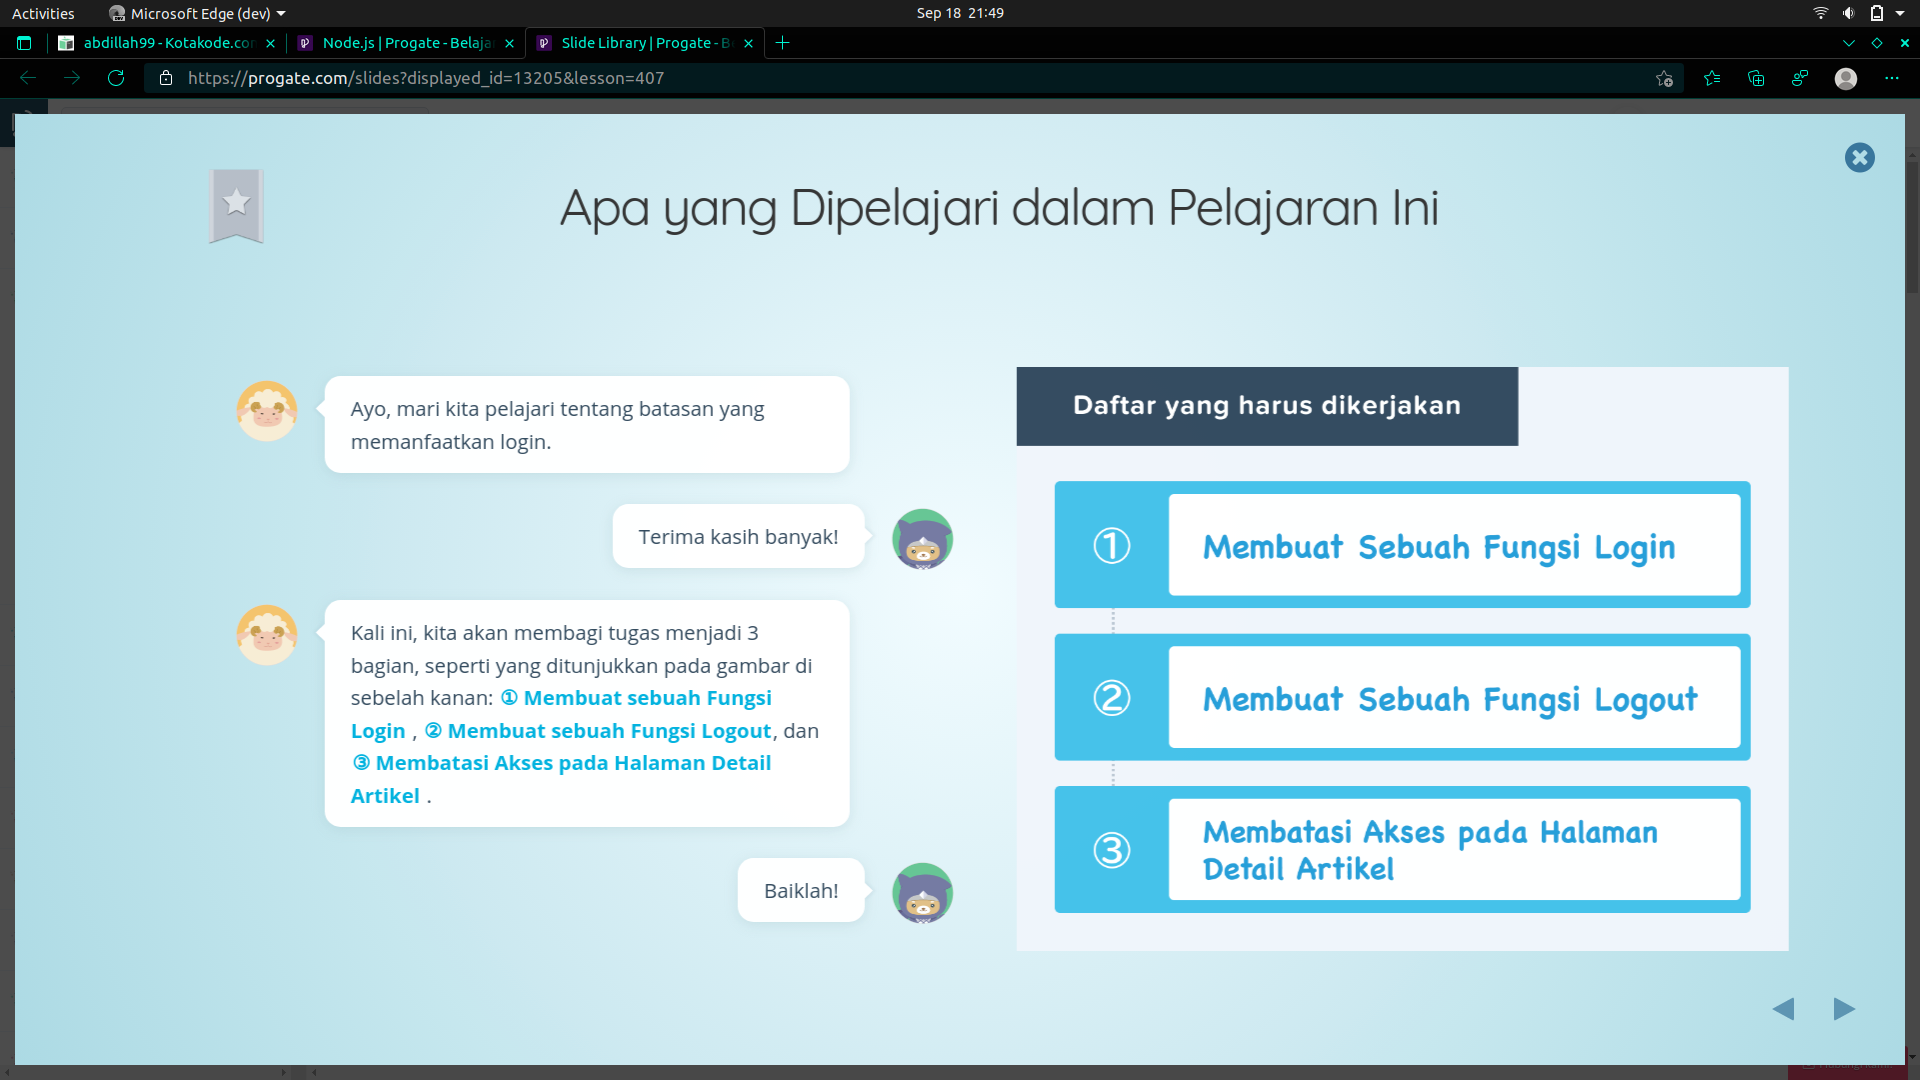 Activities
Microsoft Edge (dev)
Sep 18 21:49
abdillah99 - Kotakode.co
Node.js | Progate - Belaja
Slide Library | Progate - B
https://progate.com/slides?displayed_id=13205&lesson=407
Apa yang Dipelajari dalam Pelajaran Ini
Ayo, mari kita pelajari tentang batasan yang
memanfaatkan login.
Terima kasih banyak!
Kali ini, kita akan membagi tugas menjadi 3
bagian, seperti yang ditunjukkan pada gambar di
sebelah kanan: ① Membuat sebuah Fungsi
Login , ② Membuat sebuah Fungsi Logout, dan
③ Membatasi Akses pada Halaman Detail
Artikel .
Baiklah!
Daftar yang harus dikerjakan
① Membuat Sebuah Fungsi Login
② Membuat Sebuah Fungsi Logout
③ Membatasi Akses pada Halaman
Detail Artikel